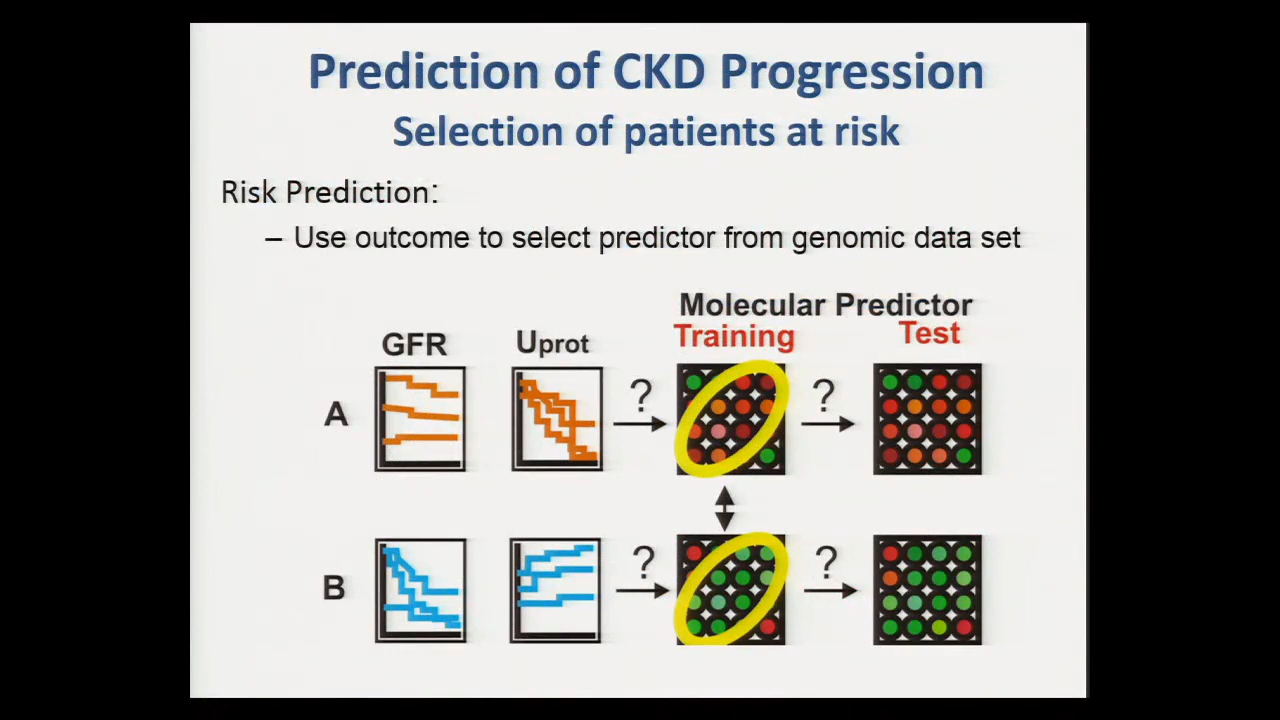 Prediction of CKD Progression
Selection of patients at risk
Risk Prediction:
– Use outcome to select predictor from genomic data set
Molecular Predictor
GFR Uprot Training Test
A ? ?
B ? ?